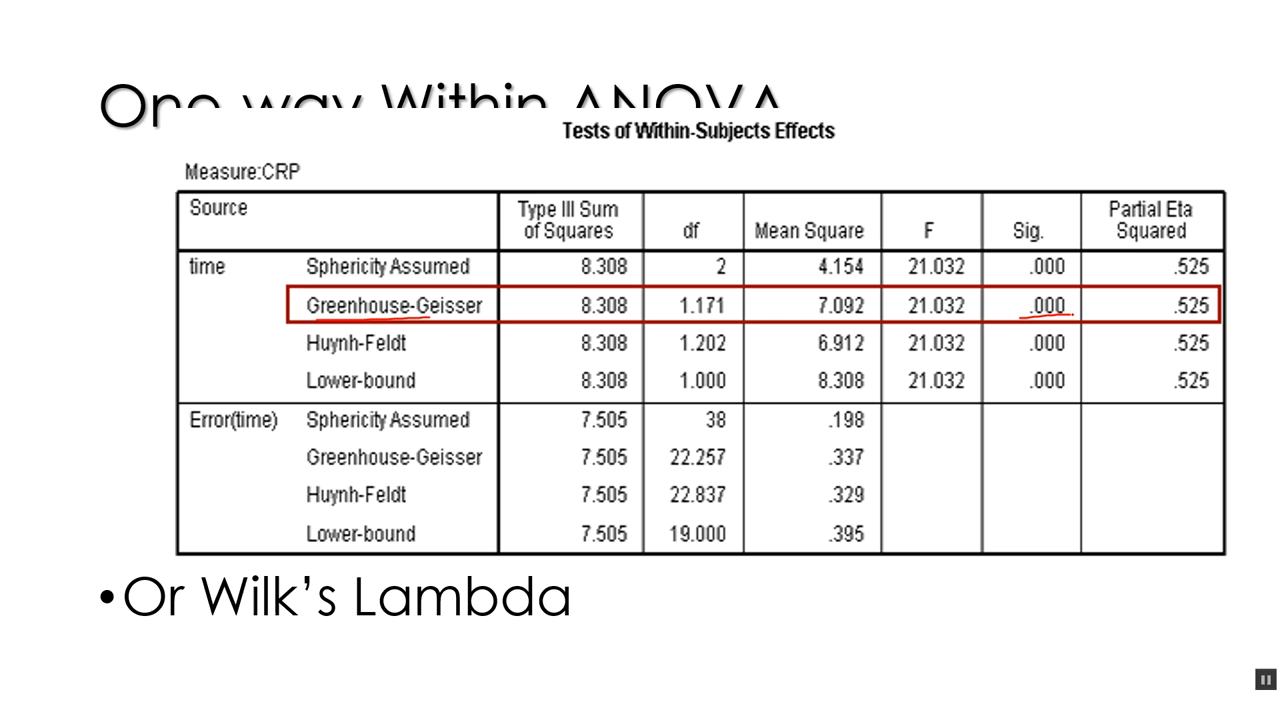 One way Within ANOVA
Tests of Within-Subjects Effects
Measure:CRP
Source Type III Sum of Squares df Mean Square F Sig. Partial Eta Squared
time Sphericity Assumed 8.308 2 4.154 21.032 .000 .525
Greenhouse-Geisser 8.308 1.171 7.092 21.032 .000 .525
Huynh-Feldt 8.308 1.202 6.912 21.032 .000 .525
Lower-bound 8.308 1.000 8.308 21.032 .000 .525
Error(time) Sphericity Assumed 7.505 38 .198
Greenhouse-Geisser 7.505 22.257 .337
Huynh-Feldt 7.505 22.837 .329
Lower-bound 7.505 19.000 .395
•Or Wilk’s Lambda